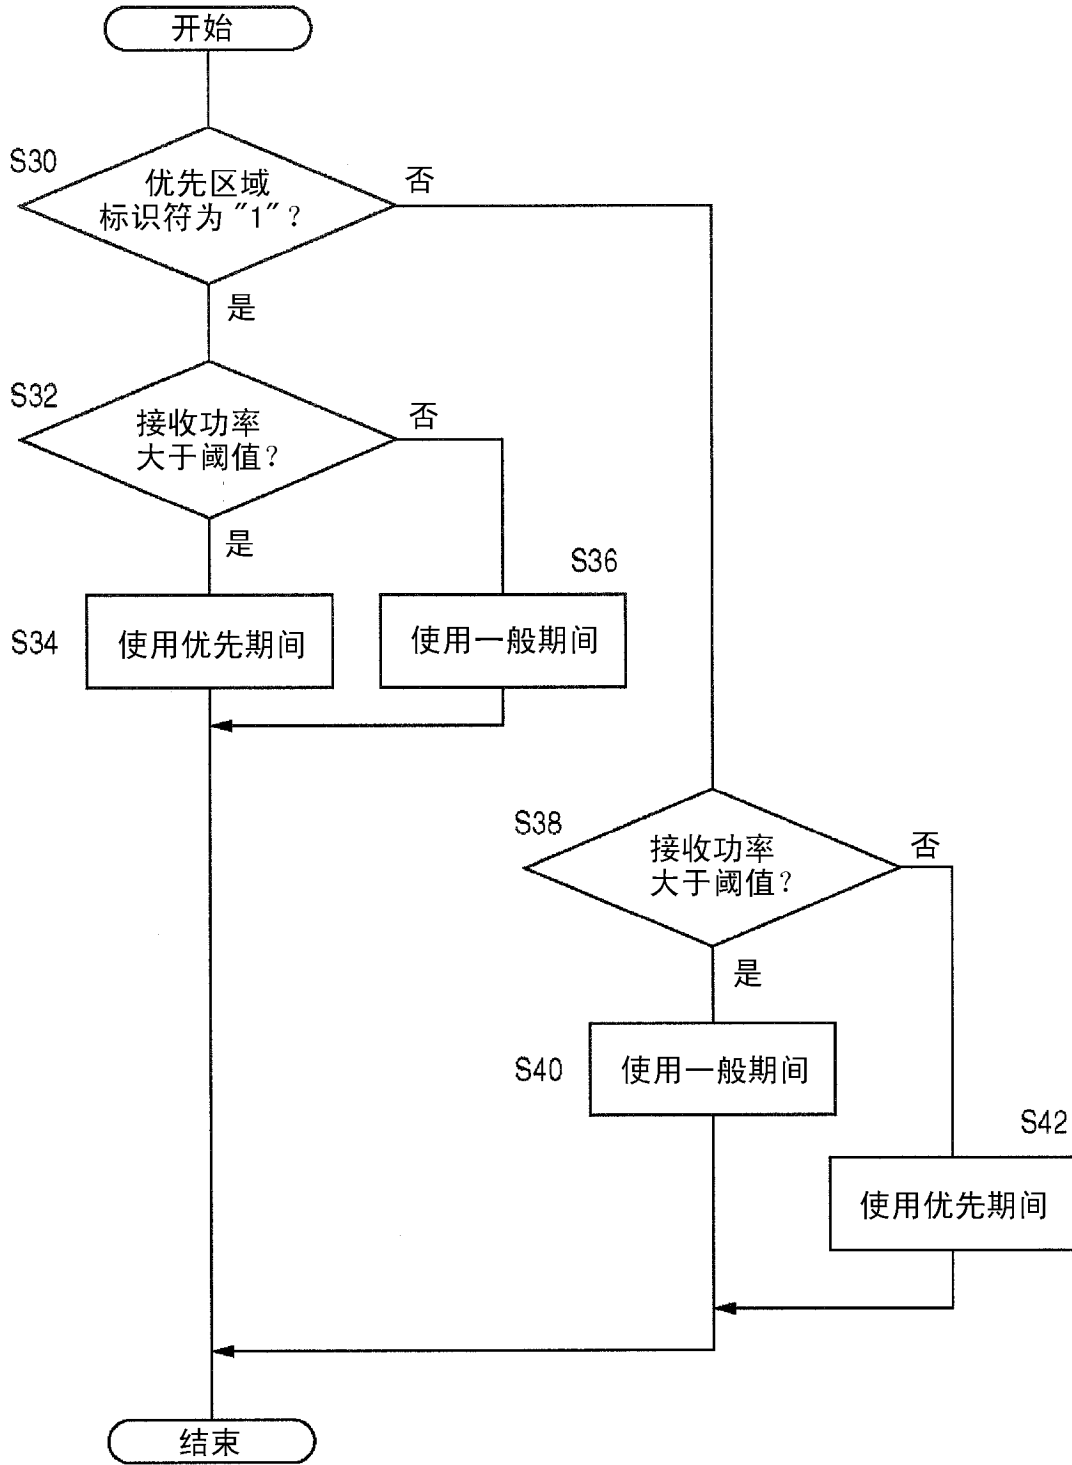 开始
S30
优先区域
标识符为"1"?
否
是
S32
接收功率
大于阈值?
否
是
S36
S34
使用优先期间
使用一般期间
S38
接收功率
大于阈值?
否
是
S40
使用一般期间
S42
使用优先期间
结束